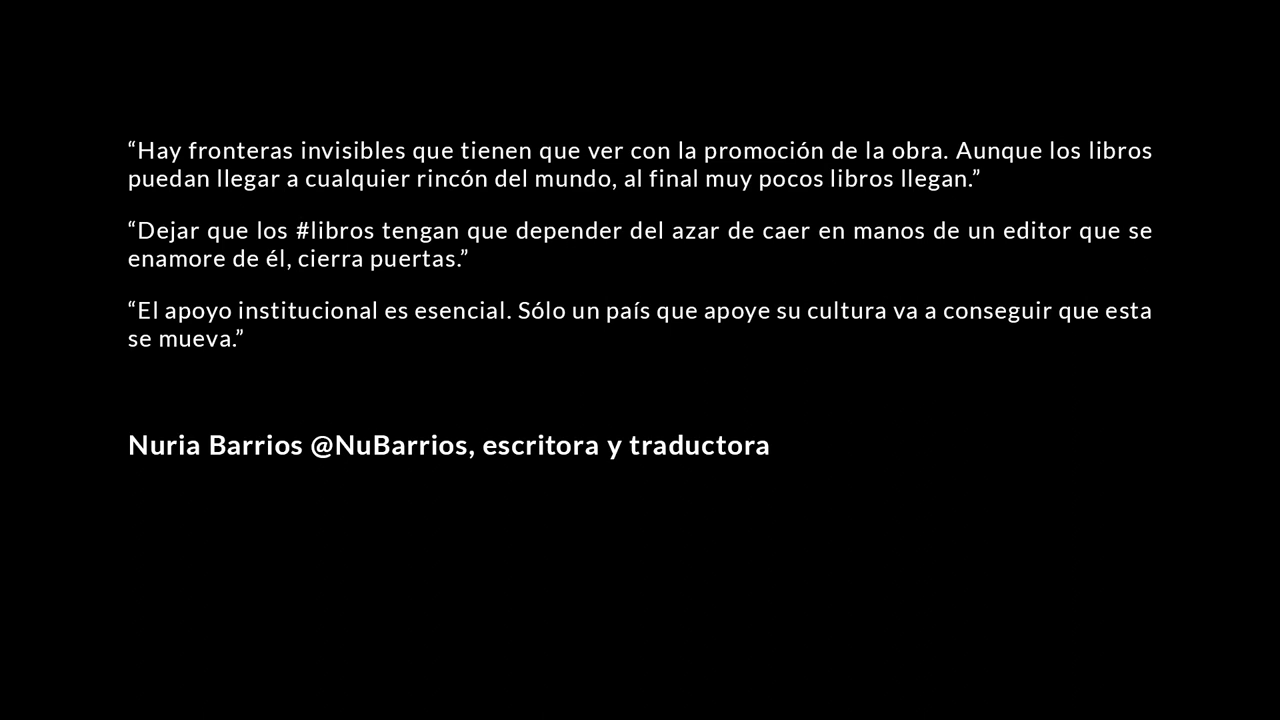 “Hay fronteras invisibles que tienen que ver con la promoción de la obra. Aunque los libros
puedan llegar a cualquier rincón del mundo, al final muy pocos libros llegan.”
“Dejar que los #libros tengan que depender del azar de caer en manos de un editor que se
enamore de él, cierra puertas.”
“El apoyo institucional es esencial. Sólo un país que apoye su cultura va a conseguir que esta
se mueva.”
Nuria Barrios @NuBarrios, escritora y traductora